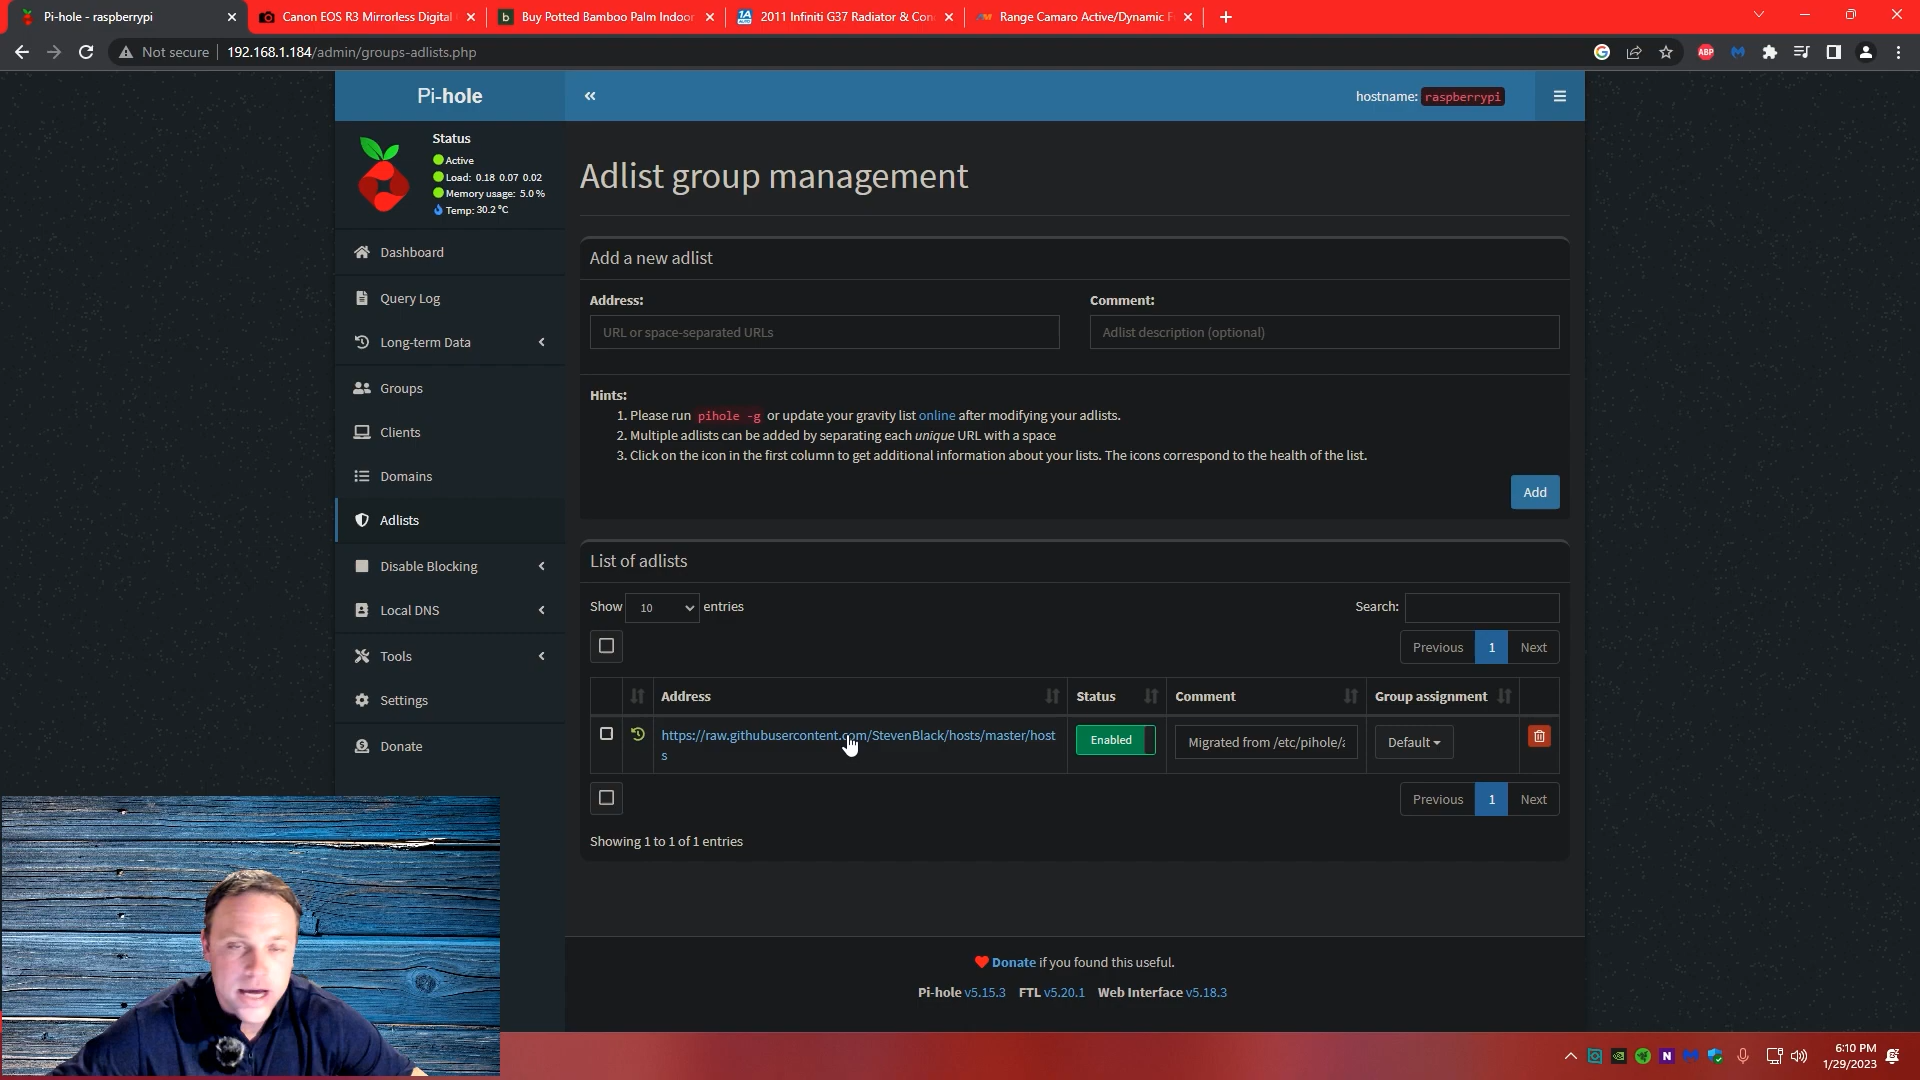 Pi-hole - raspberrypi
Canon EOS R3 Mirrorless Digital
Buy Potted Bamboo Palm Indoor
2011 Infiniti G37 Radiator & Con
Range Camaro Active/Dynamic F
Not secure
192.168.1.184/admin/groups-adlists.php
ABP
Pi-hole
hostname: raspberrypi
Status
Active
Load: 0.18 0.07 0.02
Memory usage: 5.0 %
Temp: 30.2 °C
Dashboard
Query Log
Long-term Data
Groups
Clients
Domains
Adlists
Disable Blocking
Local DNS
Tools
Settings
Donate
Adlist group management
Add a new adlist
Address:
Comment:
URL or space-separated URLs
Adlist description (optional)
Hints:
1. Please run pihole -g or update your gravity list online after modifying your adlists.
2. Multiple adlists can be added by separating each unique URL with a space
3. Click on the icon in the first column to get additional information about your lists. The icons correspond to the health of the list.
Add
List of adlists
Show 10 entries
Search:
Previous 1 Next
Address
Status
Comment
Group assignment
https://raw.githubusercontent.com/StevenBlack/hosts/master/host
s
Enabled
Migrated from /etc/pihole/a
Default
Previous 1 Next
Showing 1 to 1 of 1 entries
Donate if you found this useful.
Pi-hole v5.15.3 FTL v5.20.1 Web Interface v5.18.3
6:10 PM
1/29/2023